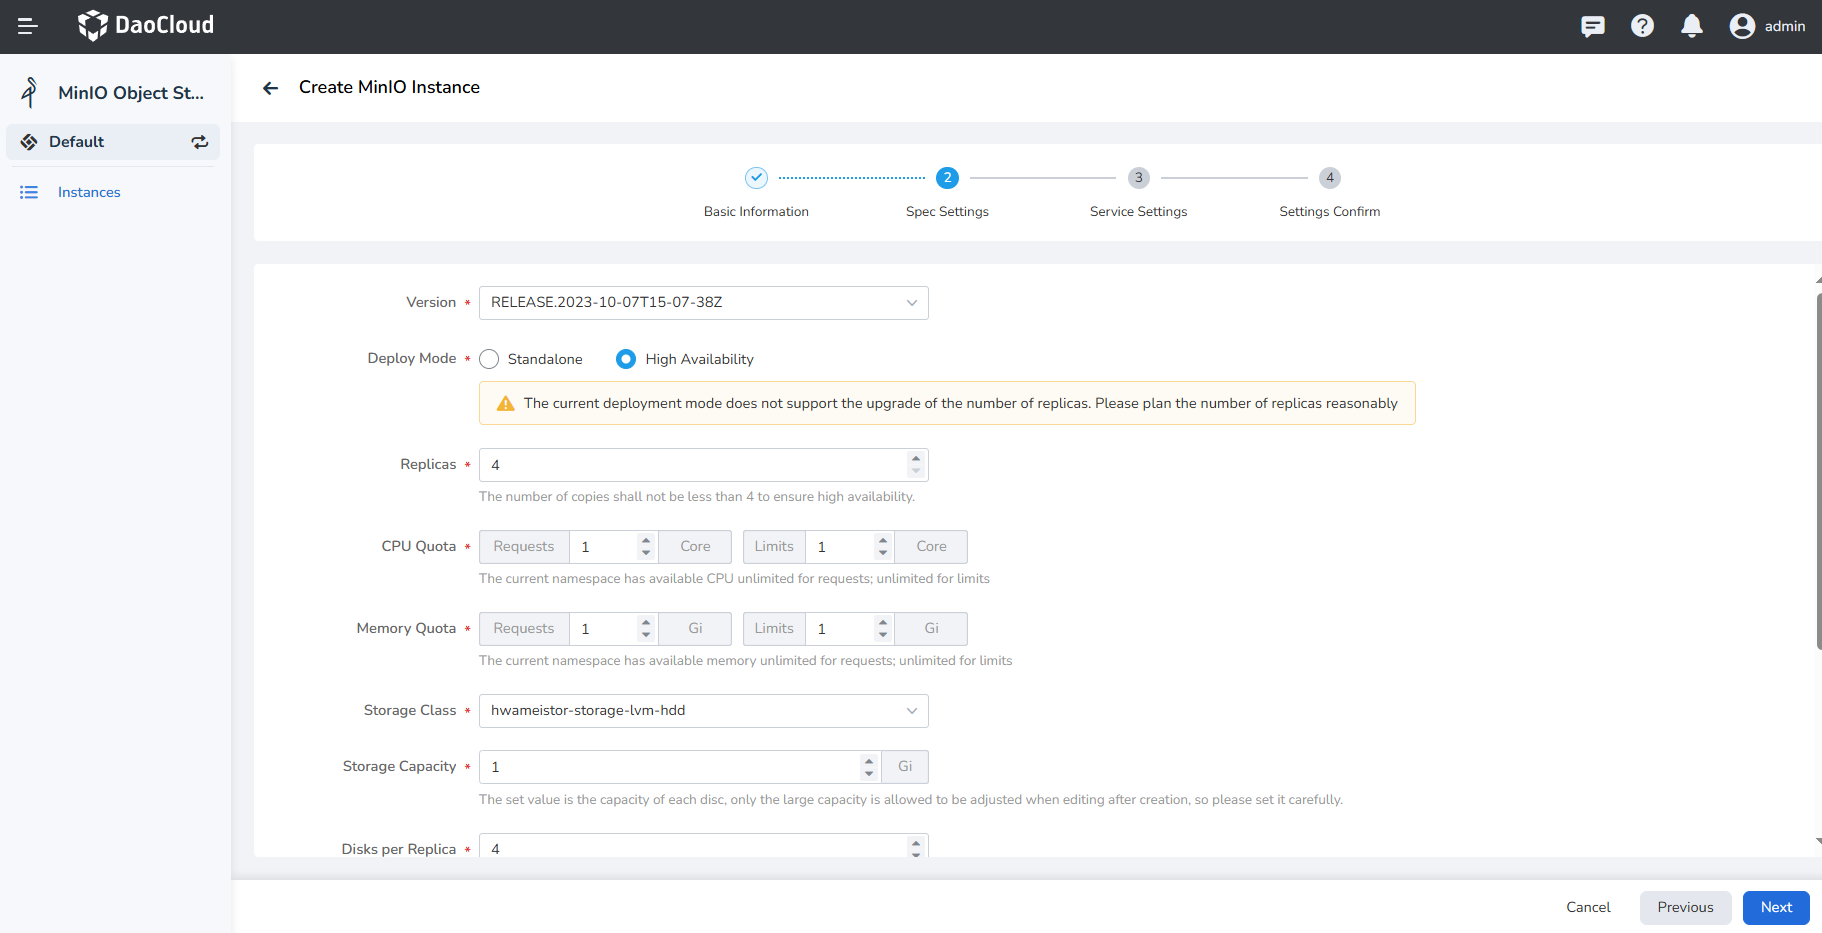 DaoCloud
admin
MinIO Object St...
Create MinIO Instance
Default
Instances
2
3
4
Basic Information
Spec Settings
Service Settings
Settings Confirm
Version * RELEASE.2023-10-07T15-07-38Z
Deploy Mode * Standalone High Availability
The current deployment mode does not support the upgrade of the number of replicas. Please plan the number of replicas reasonably
Replicas * 4
The number of copies shall not be less than 4 to ensure high availability.
CPU Quota * Requests 1 Core Limits 1 Core
The current namespace has available CPU unlimited for requests; unlimited for limits
Memory Quota * Requests 1 Gi Limits 1 Gi
The current namespace has available memory unlimited for requests; unlimited for limits
Storage Class * hwameistor-storage-lvm-hdd
Storage Capacity * 1 Gi
The set value is the capacity of each disc, only the large capacity is allowed to be adjusted when editing after creation, so please set it carefully.
Disks per Replica * 4
Cancel
Previous
Next